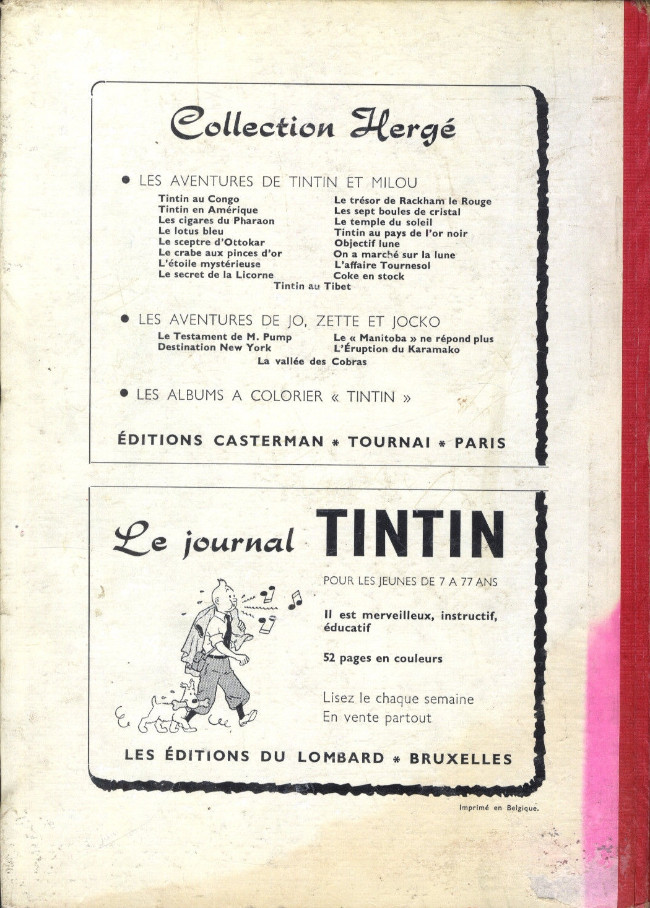 Collection Hergé
• LES AVENTURES DE TINTIN ET MILOU
Tintin au Congo
Tintin en Amérique
Les cigares du Pharaon
Le lotus bleu
Le sceptre d'Ottokar
Le crabe aux pinces d'or
L'étoile mystérieuse
Le secret de la Licorne
Le trésor de Rackham le Rouge
Les sept boules de cristal
Le temple du soleil
Tintin au pays de l'or noir
Objectif lune
On a marché sur la lune
L'affaire Tournesol
Coke en stock
Tintin au Tibet
• LES AVENTURES DE JO, ZETTE ET JOCKO
Le Testament de M. Pump
Destination New York
Le « Manitoba » ne répond plus
L'Éruption du Karamako
La vallée des Cobras
• LES ALBUMS A COLORIER « TINTIN »
ÉDITIONS CASTERMAN * TOURNAI * PARIS
Le journal TINTIN
POUR LES JEUNES DE 7 A 77 ANS
Il est merveilleux, instructif,
éducatif
52 pages en couleurs
Lisez le chaque semaine
En vente partout
LES ÉDITIONS DU LOMBARD * BRUXELLES
Imprimé en Belgique.